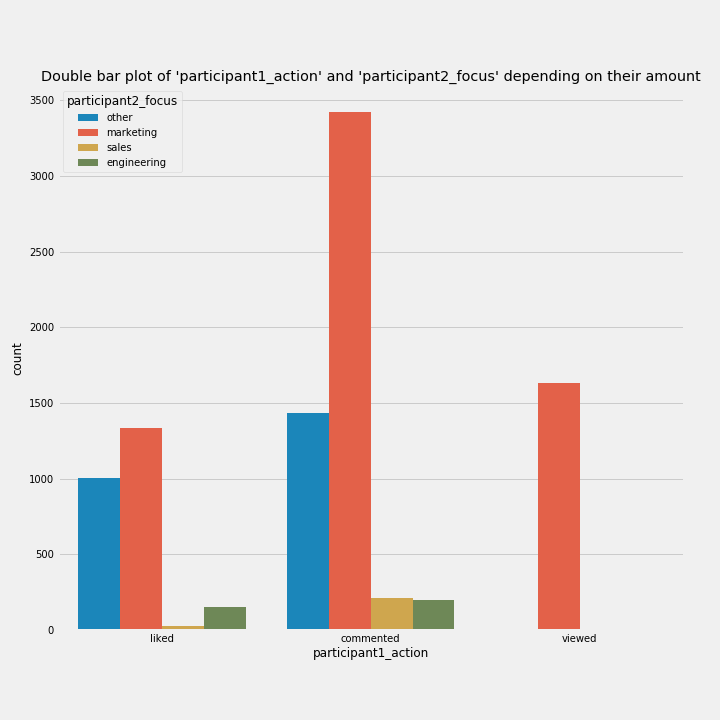 Double bar plot of 'participant1_action' and 'participant2_focus' depending on their amount
participant2_focus
other
marketing
sales
engineering
3500
3000
2500
2000
1500
1000
500
0
count
liked
commented
viewed
participant1_action